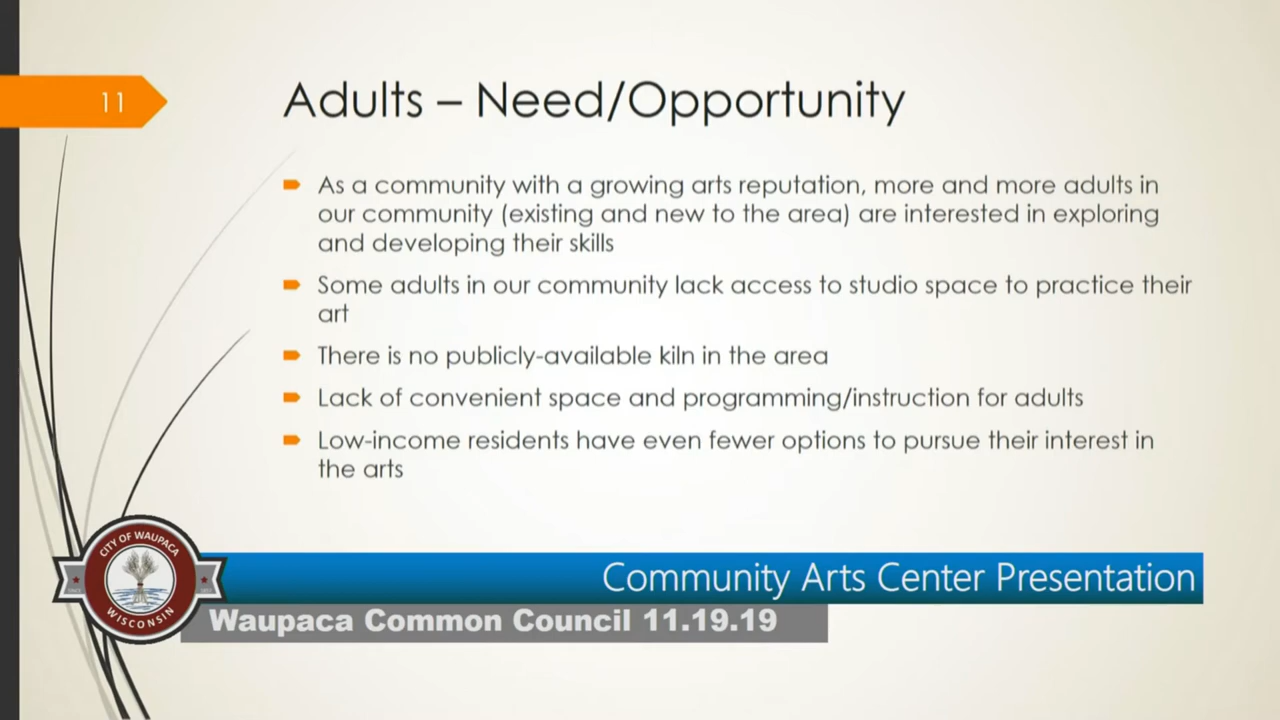 11
Adults – Need/Opportunity
As a community with a growing arts reputation, more and more adults in
our community (existing and new to the area) are interested in exploring
and developing their skills
Some adults in our community lack access to studio space to practice their
art
There is no publicly-available kiln in the area
Lack of convenient space and programming/instruction for adults
Low-income residents have even fewer options to pursue their interest in
the arts
CITY OF WAUPACA
WISCONSIN
Community Arts Center Presentation
Waupaca Common Council 11.19.19